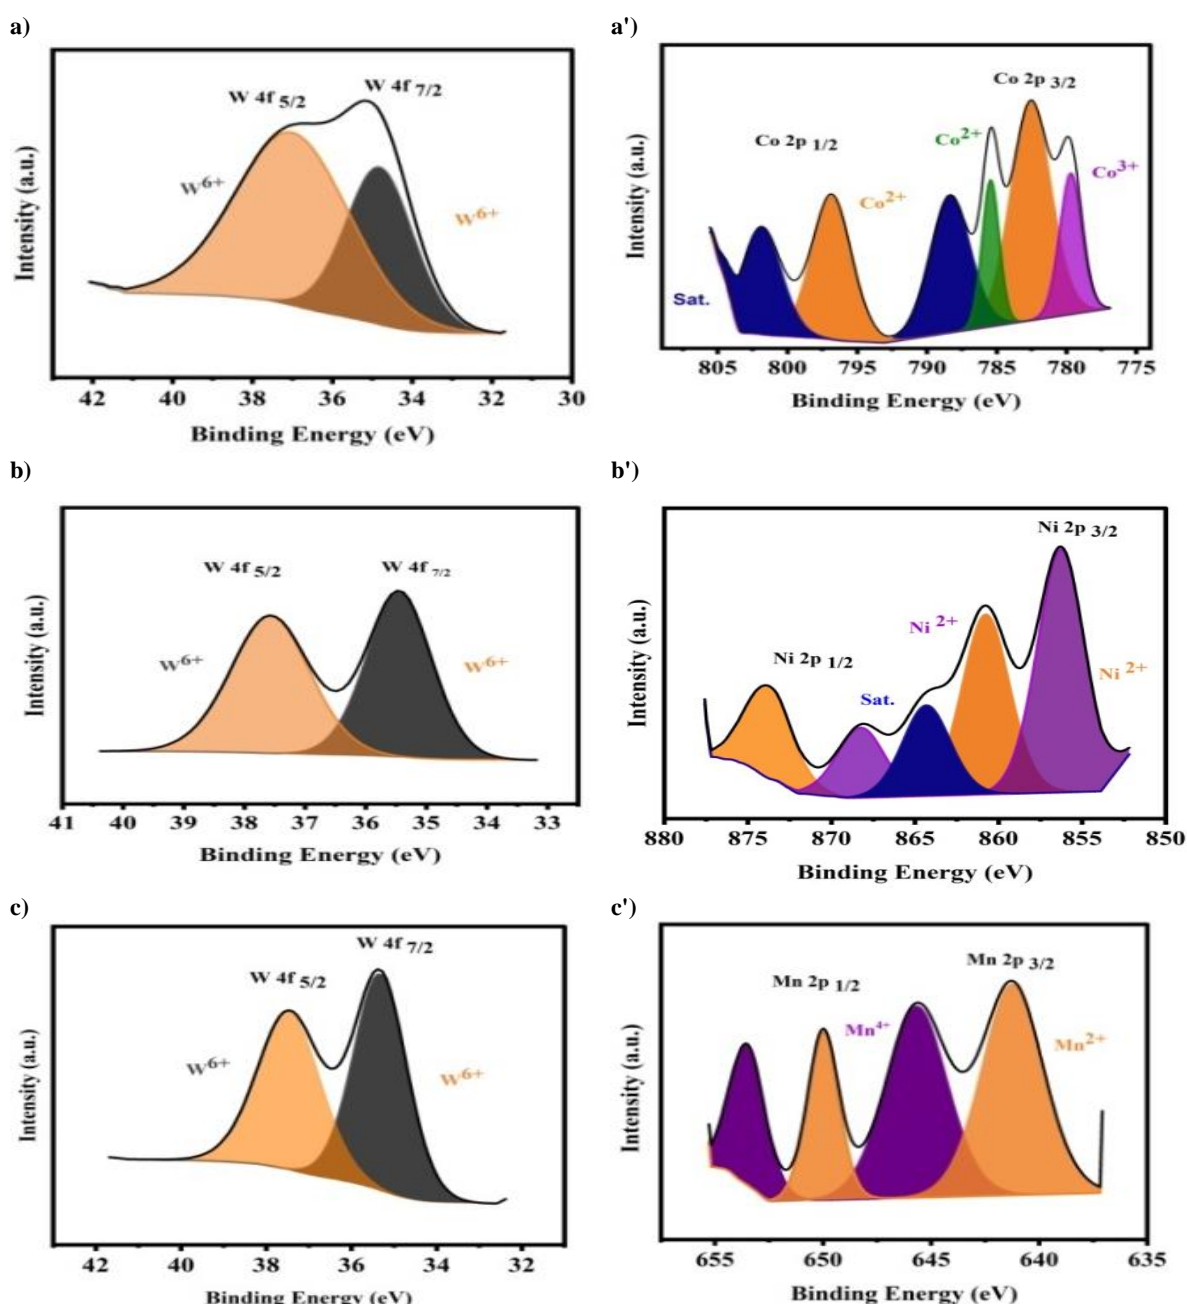 a)
W 4f 5/2
W 4f 7/2
W6+
W6+
Intensity (a.u.)
42 40 38 36 34 32 30
Binding Energy (eV)
a')
Co 2p 3/2
Co 2p 1/2
Co2+
Co3+
Co2+
Sat.
Intensity (a.u.)
805 800 795 790 785 780 775
Binding Energy (eV)
b)
W 4f 5/2
W 4f 7/2
W6+
W6+
Intensity (a.u.)
41 40 39 38 37 36 35 34 33
Binding Energy (eV)
b')
Ni 2p 3/2
Ni 2+
Ni 2p 1/2
Ni 2+
Sat.
Intensity (a.u.)
880 875 870 865 860 855 850
Binding Energy (eV)
c)
W 4f 7/2
W 4f 5/2
W6+
W6+
Intensity (a.u.)
42 40 38 36 34 32
Binding Energy (eV)
c')
Mn 2p 3/2
Mn 2p 1/2
Mn4+
Mn2+
Intensity (a.u.)
655 650 645 640 635
Binding Energy (eV)